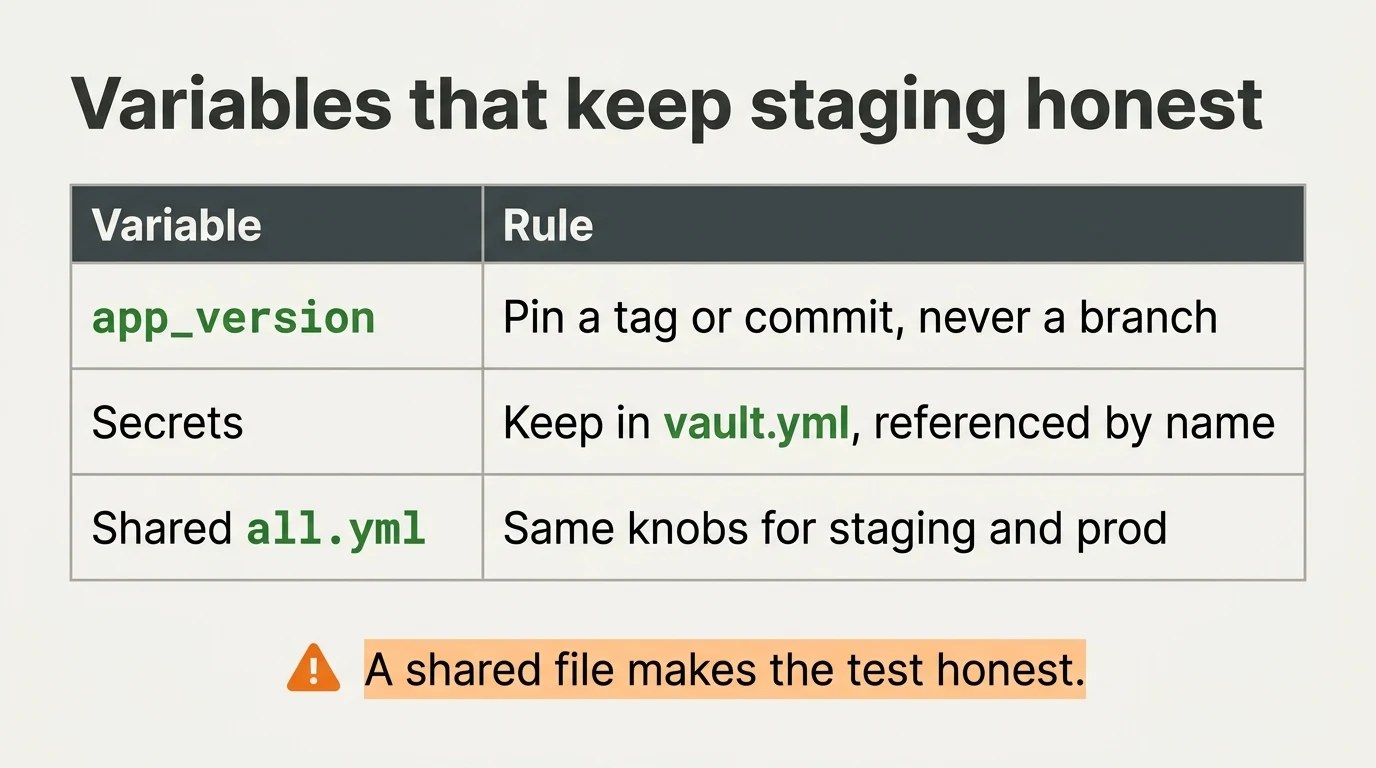 Variables that keep staging honest
Variable Rule
app_version Pin a tag or commit, never a branch
Secrets Keep in vault.yml, referenced by name
Shared all.yml Same knobs for staging and prod
A shared file makes the test honest.